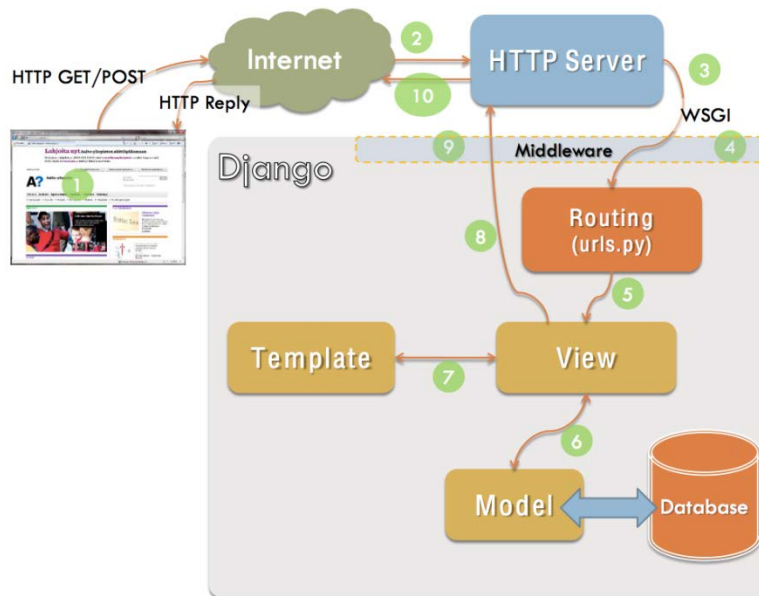 Internet
2
HTTP Server
3
HTTP GET/POST
10
HTTP Reply
WSGI
9
Middleware
4
Django
1
A?
Routing
(urls.py)
8
5
Template
7
View
6
Model
Database